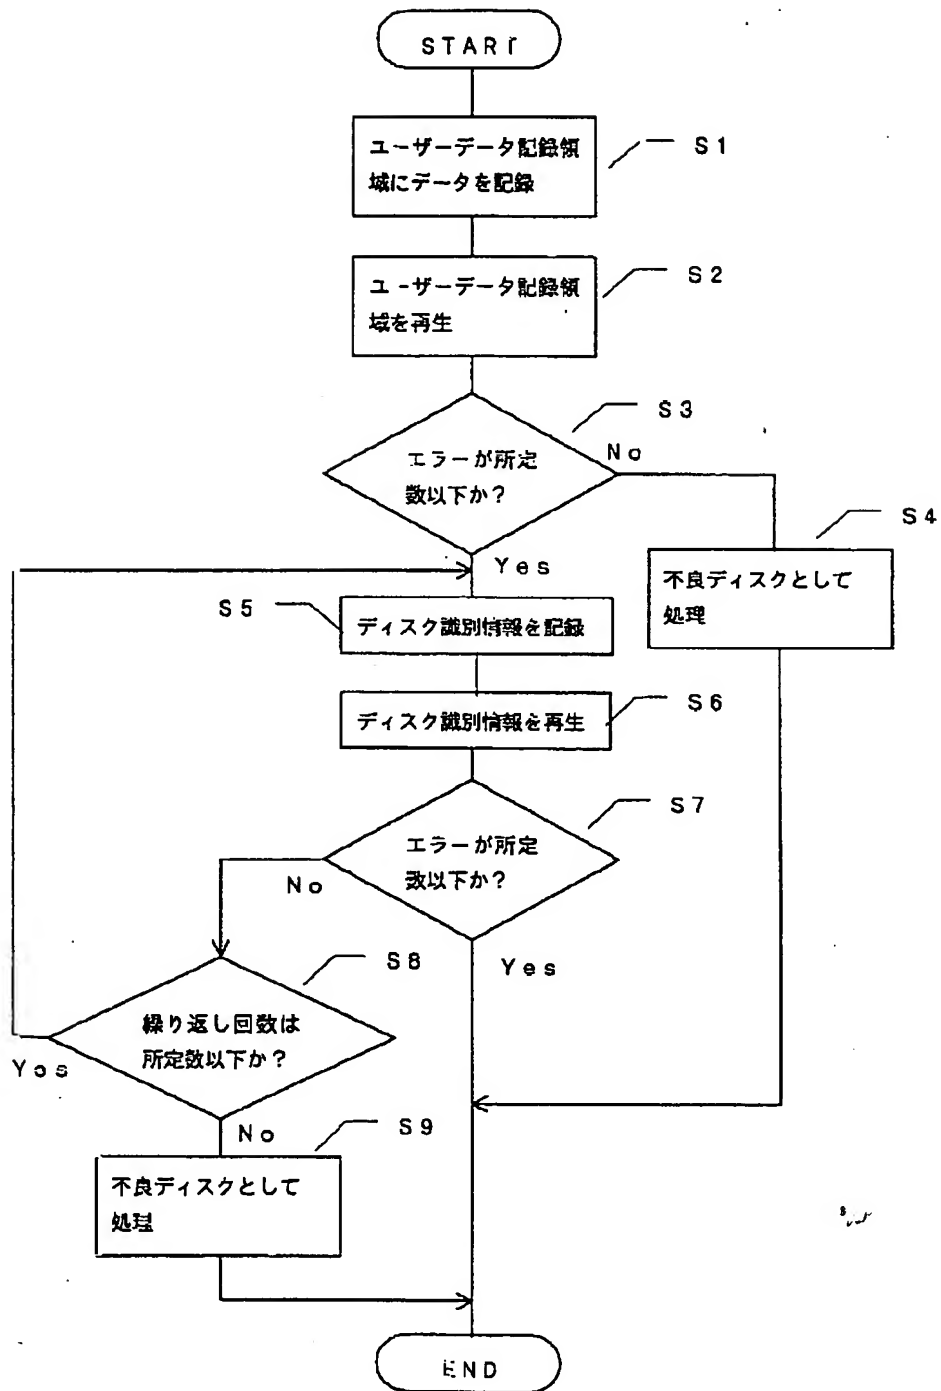 START
ユーザーデータ記録領
域にデータを記録
S1
ユーザーデータ記録領
域を再生
S2
エラーが所定
数以下か?
S3
No
Yes
不良ディスクとして
処理
S4
ディスク識別情報を記録
S5
ディスク識別情報を再生
S6
エラーが所定
数以下か?
S7
No
Yes
繰り返し回数は
所定数以下か?
S8
Yes
No
不良ディスクとして
処理
S9
END